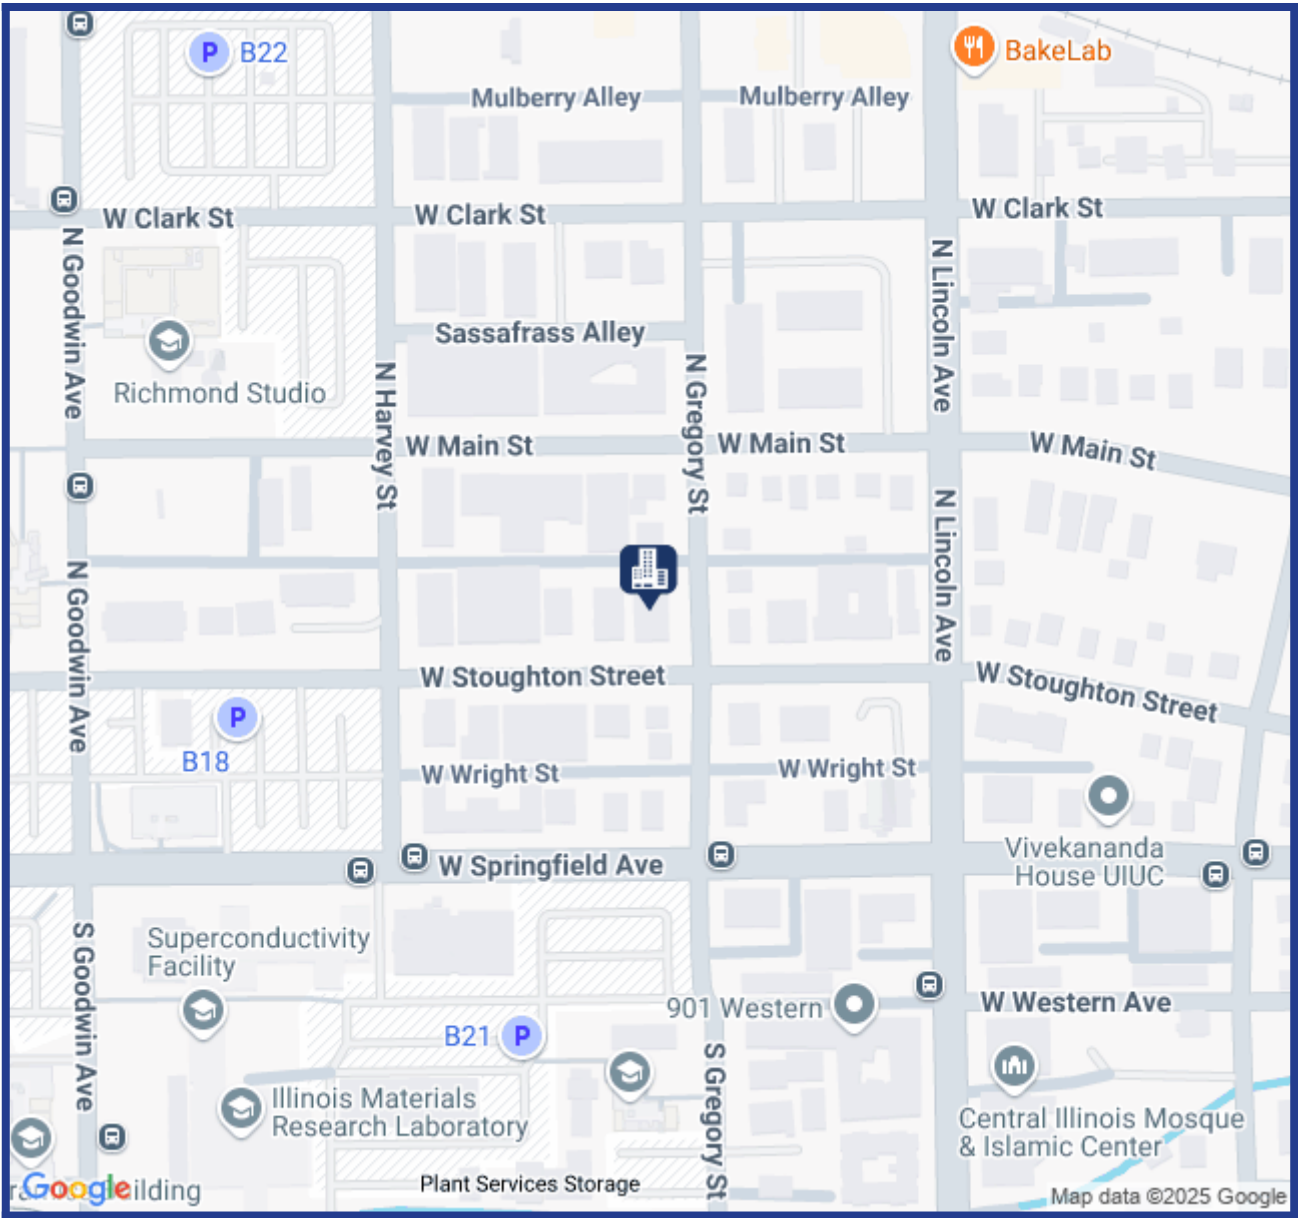 B22
BakeLab
Mulberry Alley
Mulberry Alley
W Clark St
W Clark St
W Clark St
N Goodwin Ave
N Lincoln Ave
Sassafrass Alley
Richmond Studio
N Harvey St
N Gregory St
W Main St
W Main St
W Main St
N Lincoln Ave
N Goodwin Ave
W Stoughton Street
W Stoughton Street
B18
W Wright St
W Wright St
Vivekananda
House UIUC
W Springfield Ave
S Goodwin Ave
Superconductivity
Facility
901 Western
W Western Ave
B21
S Gregory St
Illinois Materials
Research Laboratory
Central Illinois Mosque
& Islamic Center
Plant Services Storage
Google
Map data ©2025 Google